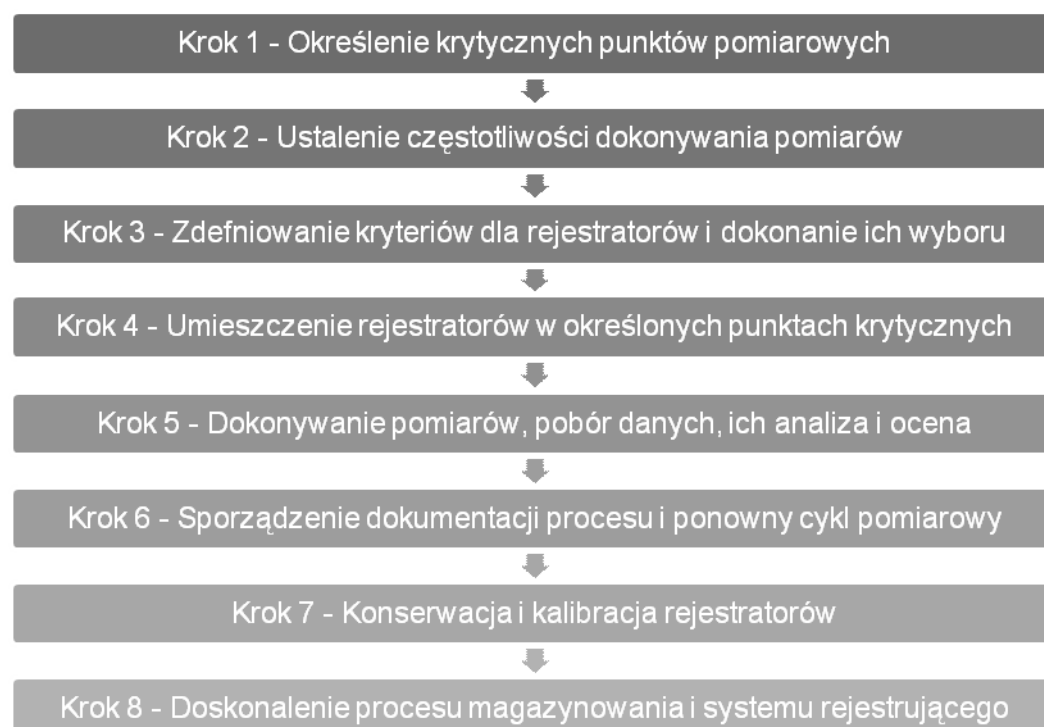 Krok 1 - Określenie krytycznych punktów pomiarowych
Krok 2 - Ustalenie częstotliwości dokonywania pomiarów
Krok 3 - Zdefniowanie kryteriów dla rejestratorów i dokonanie ich wyboru
Krok 4 - Umieszczenie rejestratorów w określonych punktach krytycznych
Krok 5 - Dokonywanie pomiarów, pobór danych, ich analiza i ocena
Krok 6 - Sporządzenie dokumentacji procesu i ponowny cykl pomiarowy
Krok 7 - Konserwacja i kalibracja rejestratorów
Krok 8 - Doskonalenie procesu magazynowania i systemu rejestrującego